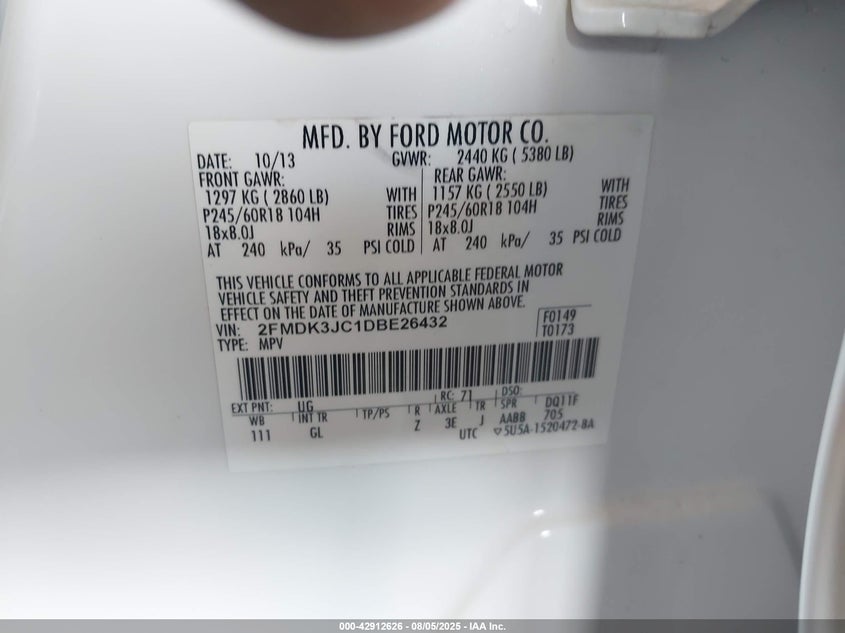 MFD. BY FORD MOTOR CO.
DATE: 10/13 GVWR: 2440 KG ( 5380 LB)
FRONT GAWR: REAR GAWR:
1297 KG ( 2860 LB) WITH 1157 KG ( 2550 LB) WITH
P245/60R18 104H TIRES P245/60R18 104H TIRES
18x8.0J RIMS 18x8.0J RIMS
AT 240 kPa/ 35 PSI COLD AT 240 kPa/ 35 PSI COLD
THIS VEHICLE CONFORMS TO ALL APPLICABLE FEDERAL MOTOR
VEHICLE SAFETY AND THEFT PREVENTION STANDARDS IN
EFFECT ON THE DATE OF MANUFACTURE SHOWN ABOVE.
VIN: 2FMDK3JC1DBE26432 F0149
TYPE: MPV T0173
EXT PNT: UG RC: 71 DSO:
WB INT TR TP/PS R AXLE TR SPR DQ11F
111 GL Z 3E J AABB 705
UTC ▽5U5A-1520472-BA
000-42912626 - 08/05/2025 - IAA Inc.